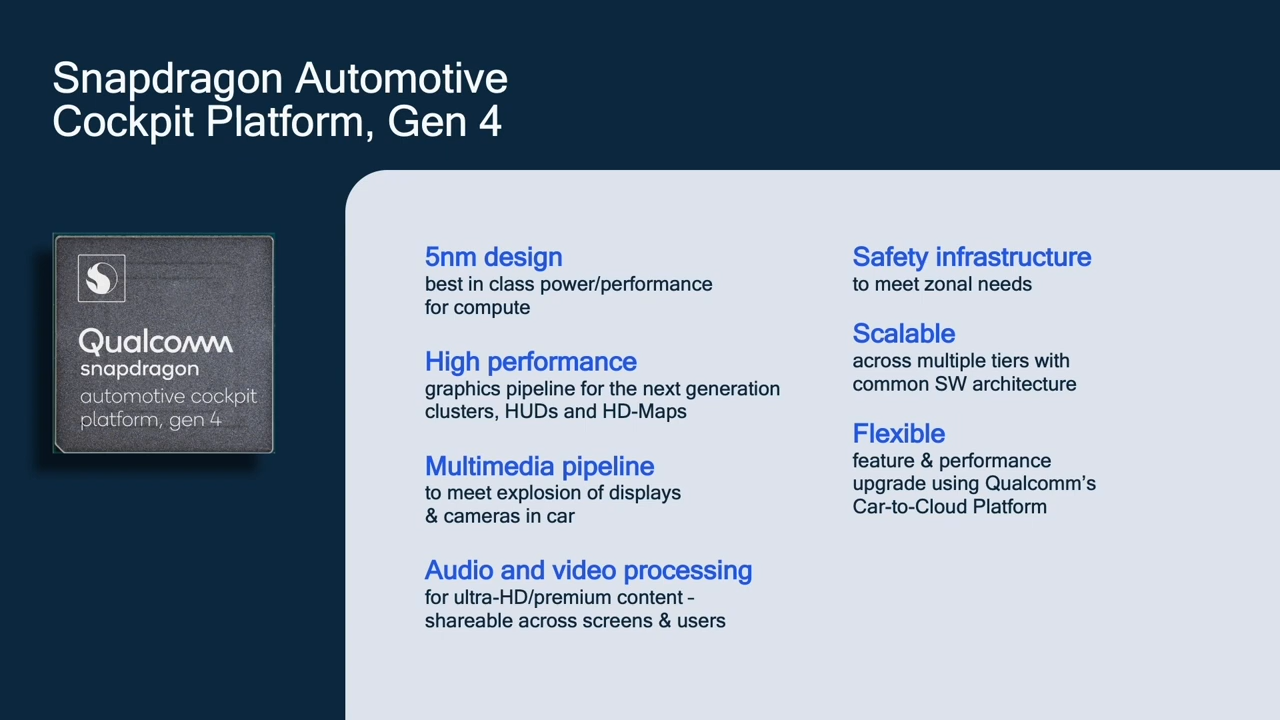 Snapdragon Automotive
Cockpit Platform, Gen 4
Qualcomm
snapdragon
automotive cockpit
platform, gen 4
5nm design
best in class power/performance
for compute
High performance
graphics pipeline for the next generation
clusters, HUDs and HD-Maps
Multimedia pipeline
to meet explosion of displays
& cameras in car
Audio and video processing
for ultra-HD/premium content –
shareable across screens & users
Safety infrastructure
to meet zonal needs
Scalable
across multiple tiers with
common SW architecture
Flexible
feature & performance
upgrade using Qualcomm’s
Car-to-Cloud Platform